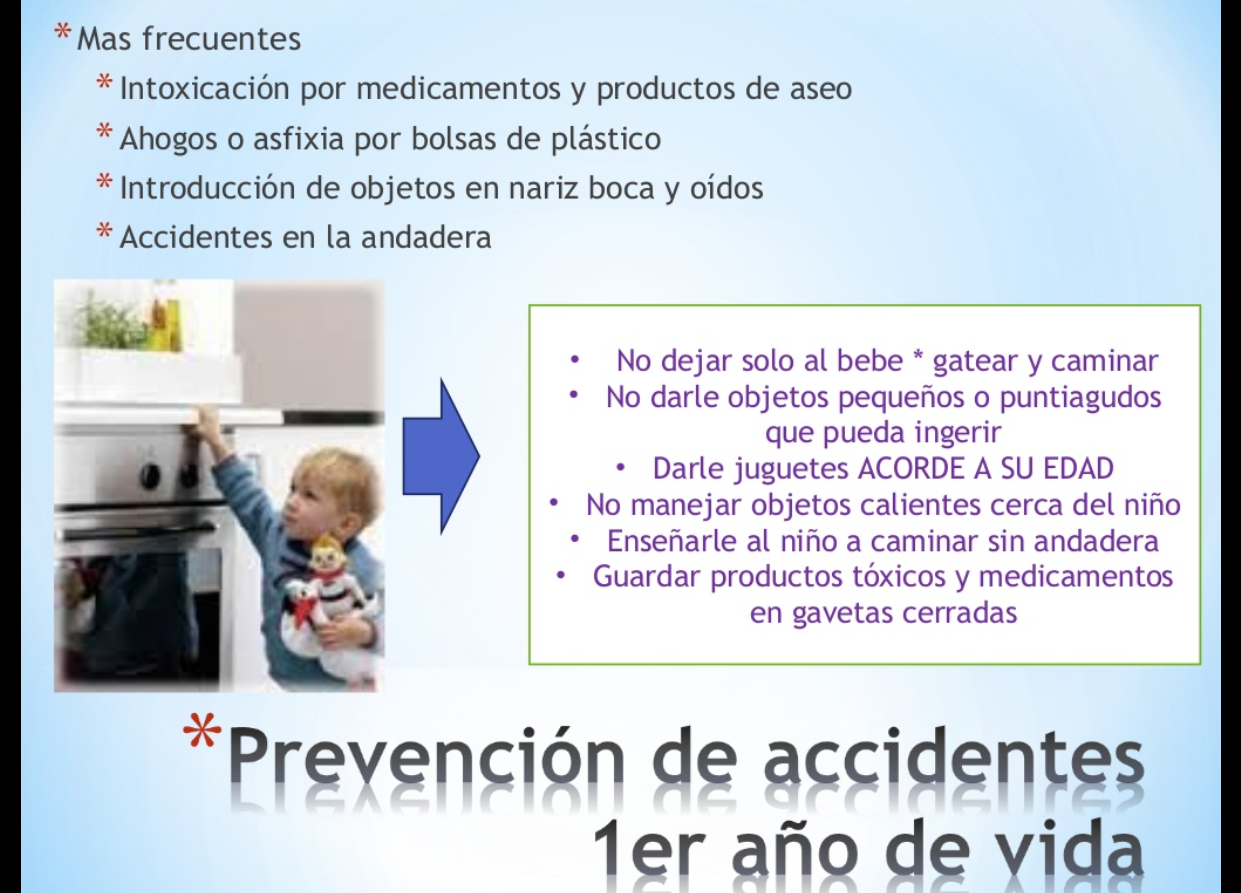 * Mas frecuentes
* Intoxicación por medicamentos y productos de aseo
* Ahogos o asfixia por bolsas de plástico
* Introducción de objetos en nariz boca y oídos
* Accidentes en la andadera
• No dejar solo al bebe * gatear y caminar
• No darle objetos pequeños o puntiagudos
que pueda ingerir
• Darle juguetes ACORDE A SU EDAD
• No manejar objetos calientes cerca del niño
• Enseñarle al niño a caminar sin andadera
• Guardar productos tóxicos y medicamentos
en gavetas cerradas
* Prevención de accidentes
1er año de vida